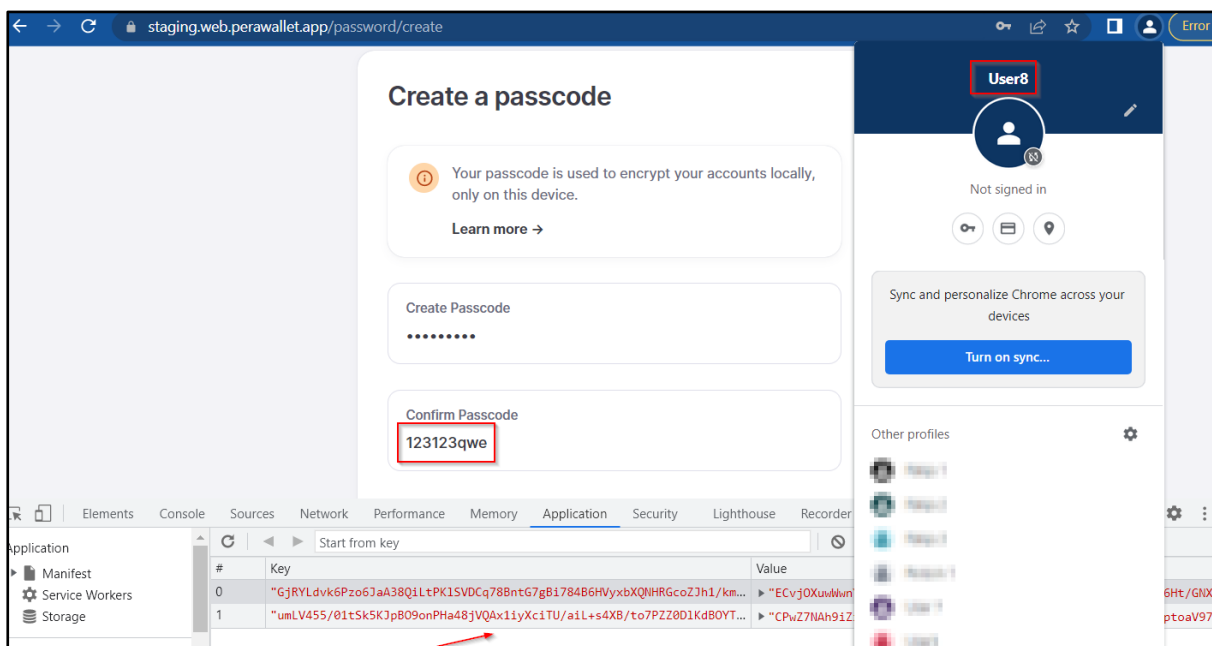 staging.web.perawallet.app/password/create
Error
User8
Create a passcode
Your passcode is used to encrypt your accounts locally,
only on this device.
Learn more →
Not signed in
Create Passcode
•••••••••
Sync and personalize Chrome across your
devices
Turn on sync...
Confirm Passcode
123123qwe
Other profiles
Elements Console Sources Network Performance Memory Application Security Lighthouse Recorder
Application
Start from key
Manifest
# Key Value
Service Workers
0 "GjRYLdvk6Pzo6JaA38QiLtPK1SVDCq78BntG7gBi784B6HVyxbXQNHRGcoZJh1/km... "ECvjOXuwWwn 6Ht/GNX
Storage
1 "umLV455/01tSk5KJpBO9onPHa48jVQAx1iyXciTU/aiL+s4XB/to7PZZ0D1KdBOYT... "CPwZ7NAh9iZ ptoaV97